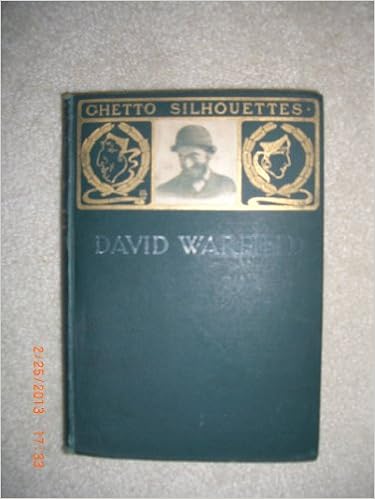 GHETTO SILHOUETTES
DAVID WARFIELD
2/25/2013 17:33